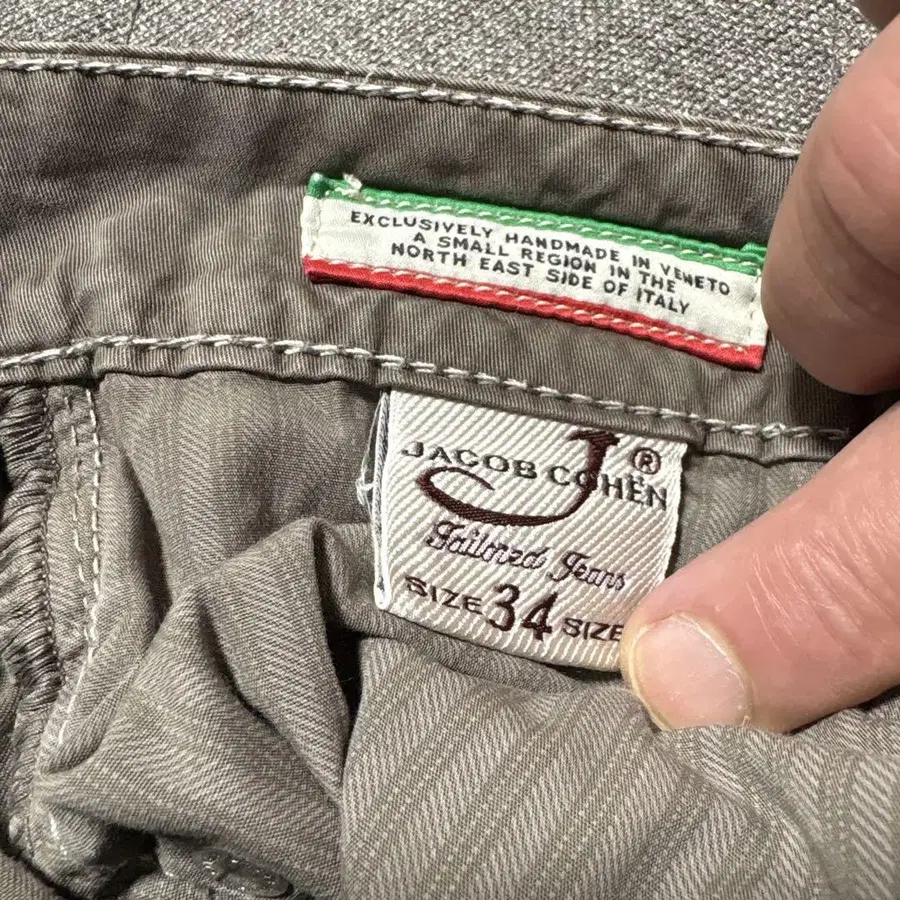 EXCLUSIVELY HANDMADE IN VENETO
A SMALL REGION IN THE
NORTH EAST SIDE OF ITALY
J ®
JACOB COHËN
Tailored Jeans
SIZE 34 SIZE